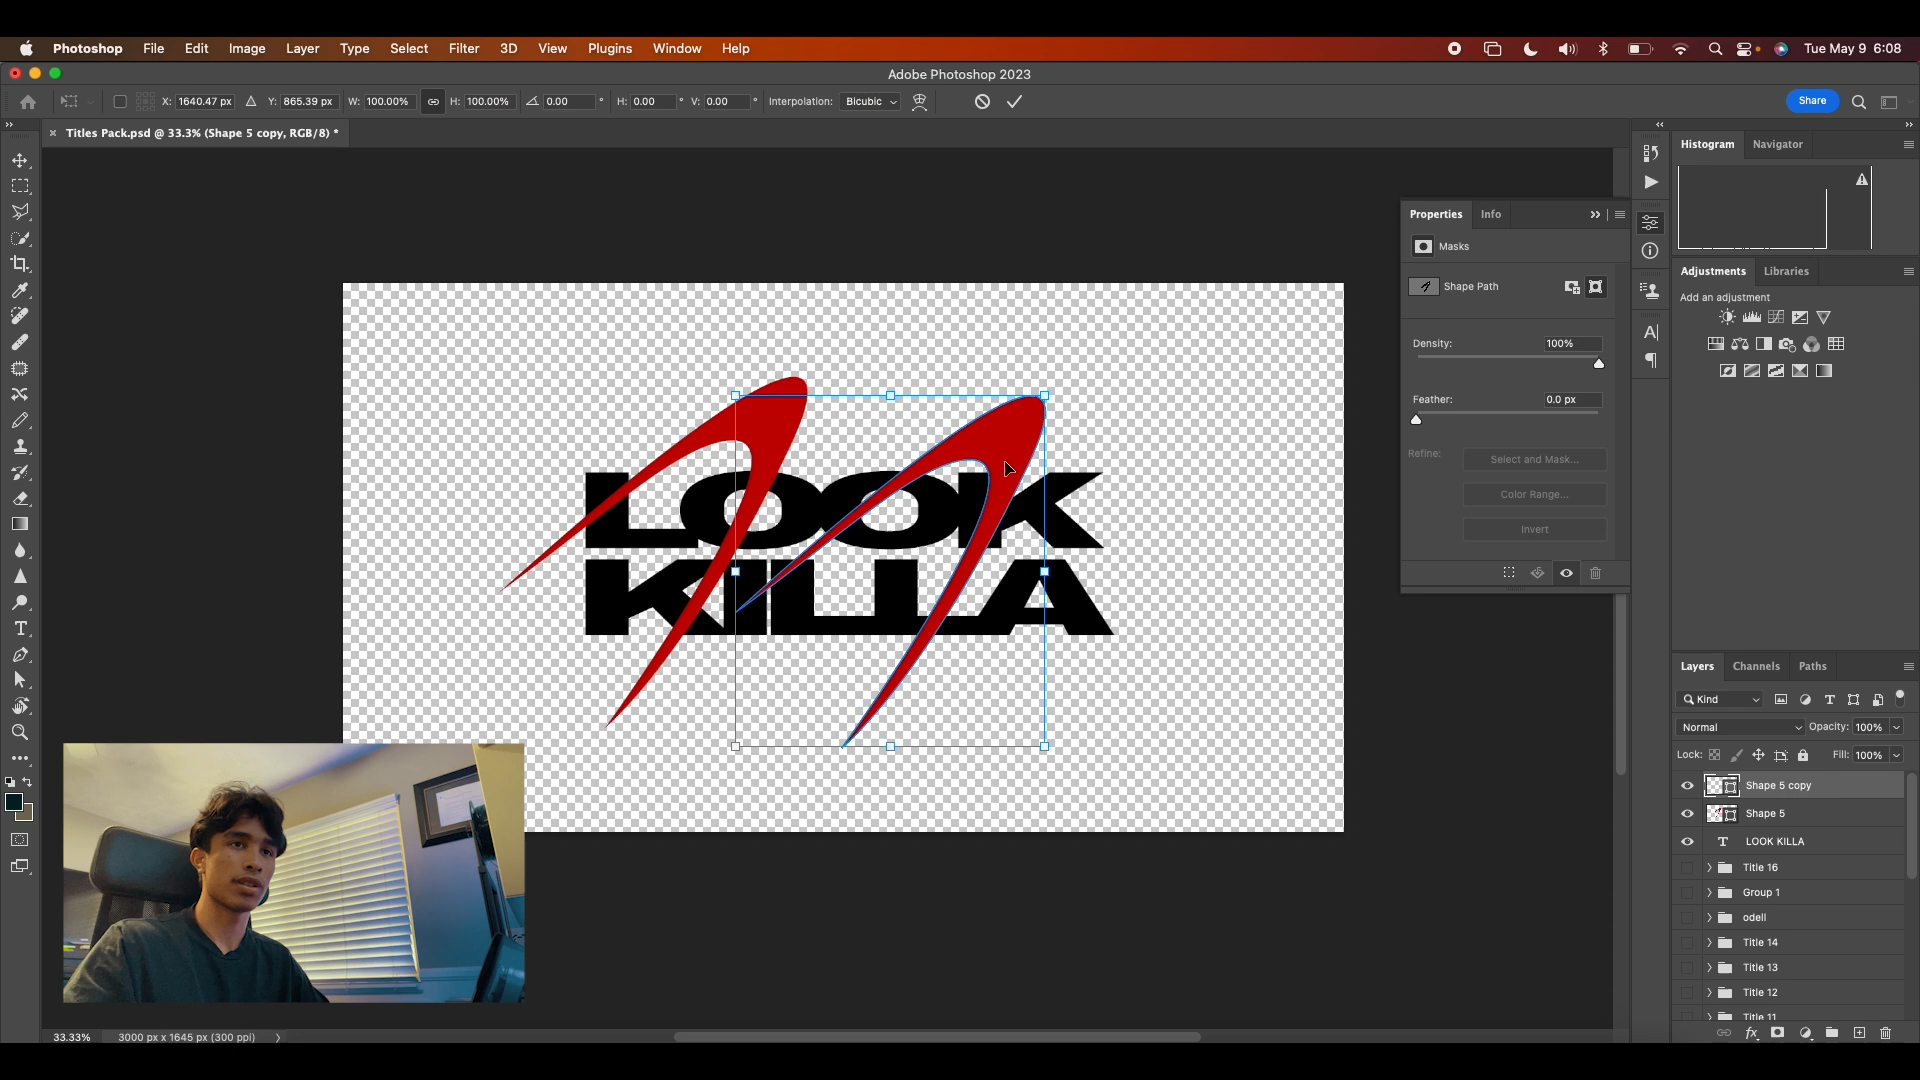 Photoshop File Edit Image Layer Type Select Filter 3D View Plugins Window Help Tue May 9 6:08
Adobe Photoshop 2023
X: 1640.47 px Y: 865.39 px W: 100.00% H: 100.00% 0.00 ° H: 0.00 ° V: 0.00 ° Interpolation: Bicubic Share
Titles Pack.psd @ 33.3% (Shape 5 copy, RGB/8) *
Histogram Navigator
Properties Info
Masks
Shape Path
Density: 100%
Feather: 0.0 px
Refine: Select and Mask...
Color Range...
Invert
Adjustments Libraries
Add an adjustment
LOOK
KILLA
Layers Channels Paths
Kind
Normal Opacity: 100%
Lock: Fill: 100%
Shape 5 copy
Shape 5
LOOK KILLA
Title 16
Group 1
odell
Title 14
Title 13
Title 12
Title 11
33.33% 3000 px x 1645 px (300 ppi)